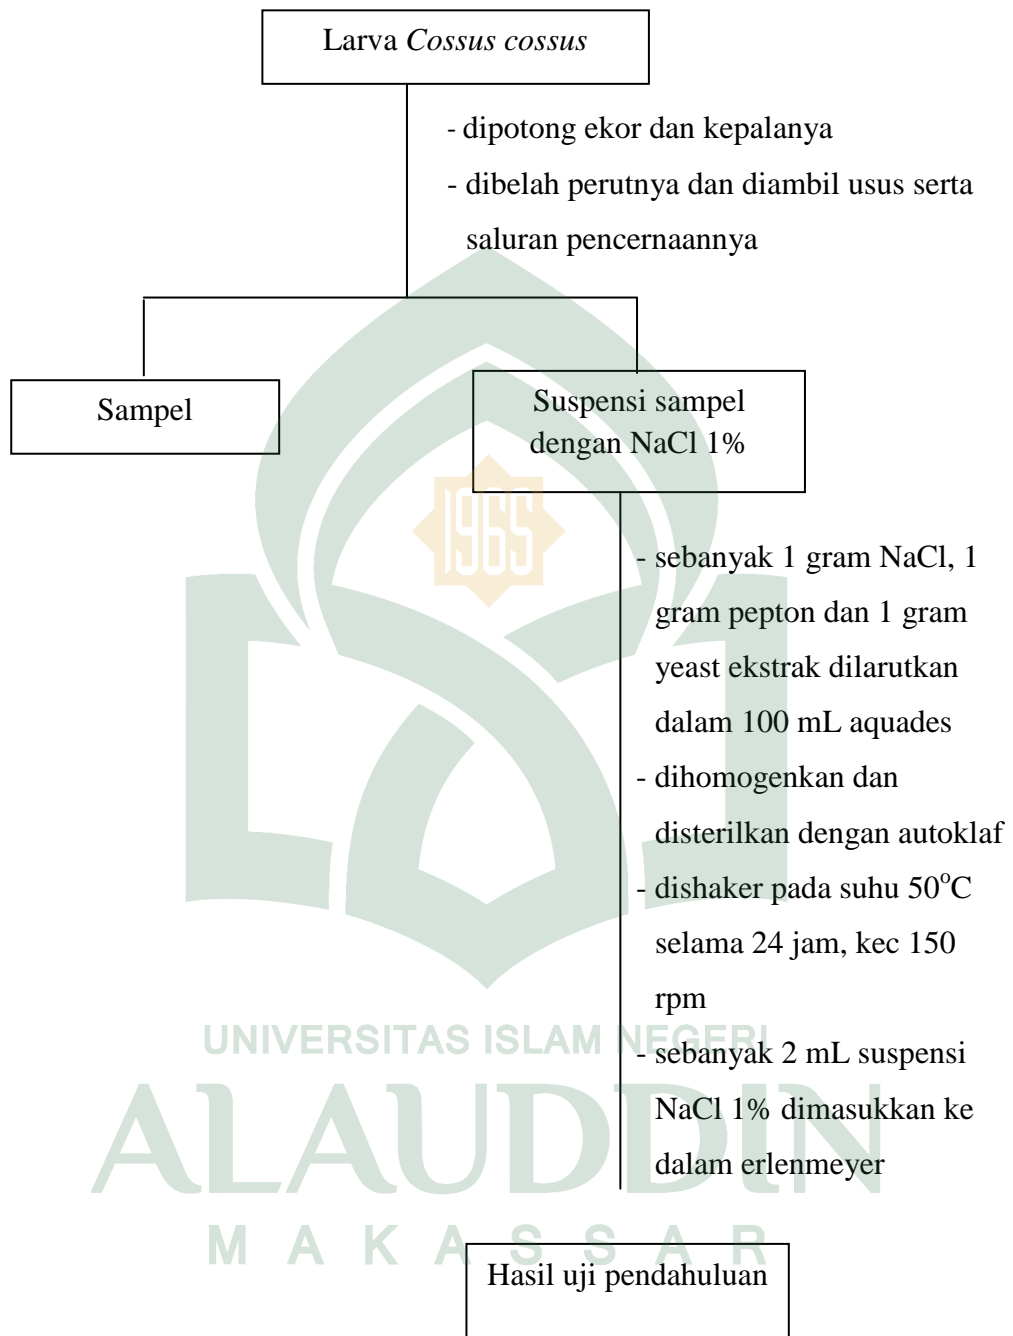 Larva Cossus cossus
- dipotong ekor dan kepalanya
- dibelah perutnya dan diambil usus serta
saluran pencernaannya
Sampel
Suspensi sampel
dengan NaCl 1%
1965
- sebanyak 1 gram NaCl, 1
gram pepton dan 1 gram
yeast ekstrak dilarutkan
dalam 100 mL aquades
- dihomogenkan dan
disterilkan dengan autoklaf
- dishaker pada suhu 50°C
selama 24 jam, kec 150
rpm
- sebanyak 2 mL suspensi
NaCl 1% dimasukkan ke
dalam erlenmeyer
UNIVERSITAS ISLAM NEGERI
ALAUDDIN
MAKASSAR
Hasil uji pendahuluan